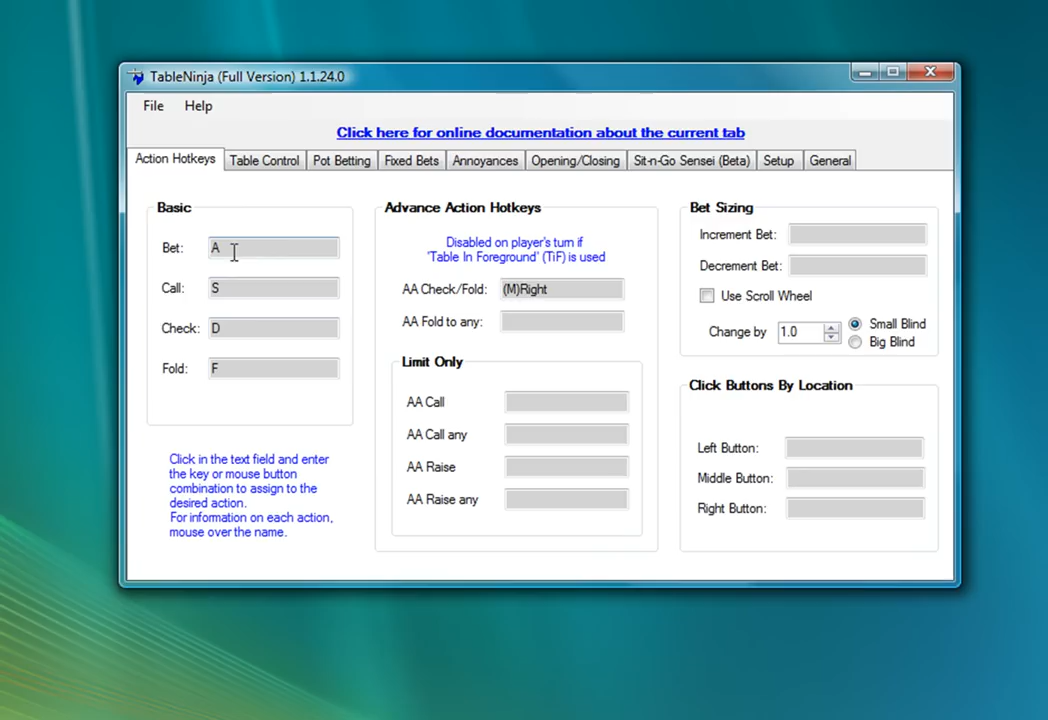 TableNinja (Full Version) 1.1.24.0
File Help
Click here for online documentation about the current tab
Action Hotkeys Table Control Pot Betting Fixed Bets Annoyances Opening/Closing Sit-n-Go Sensei (Beta) Setup General
Basic
Bet: A
Call: S
Check: D
Fold: F
Click in the text field and enter
the key or mouse button
combination to assign to the
desired action.
For information on each action,
mouse over the name.
Advance Action Hotkeys
Disabled on player's turn if
'Table In Foreground' (TiF) is used
AA Check/Fold: (M)Right
AA Fold to any:
Limit Only
AA Call
AA Call any
AA Raise
AA Raise any
Bet Sizing
Increment Bet:
Decrement Bet:
Use Scroll Wheel
Change by 1.0 Small Blind
Big Blind
Click Buttons By Location
Left Button:
Middle Button:
Right Button: